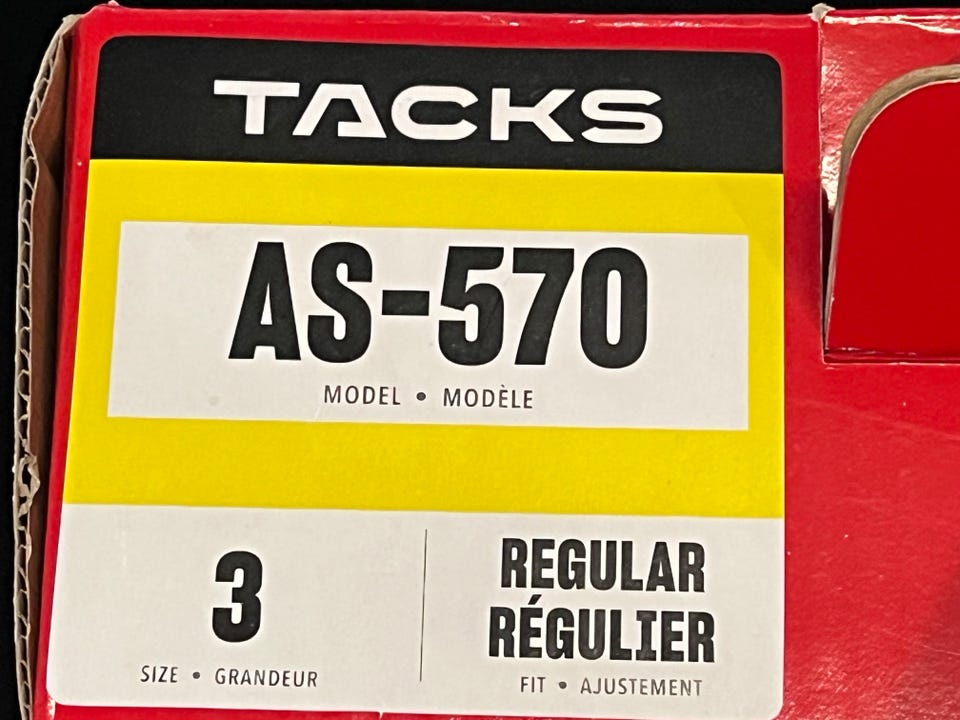 TACKS
AS-570
MODEL • MODÈLE
3
SIZE • GRANDEUR
REGULAR
RÉGULIER
FIT • AJUSTEMENT